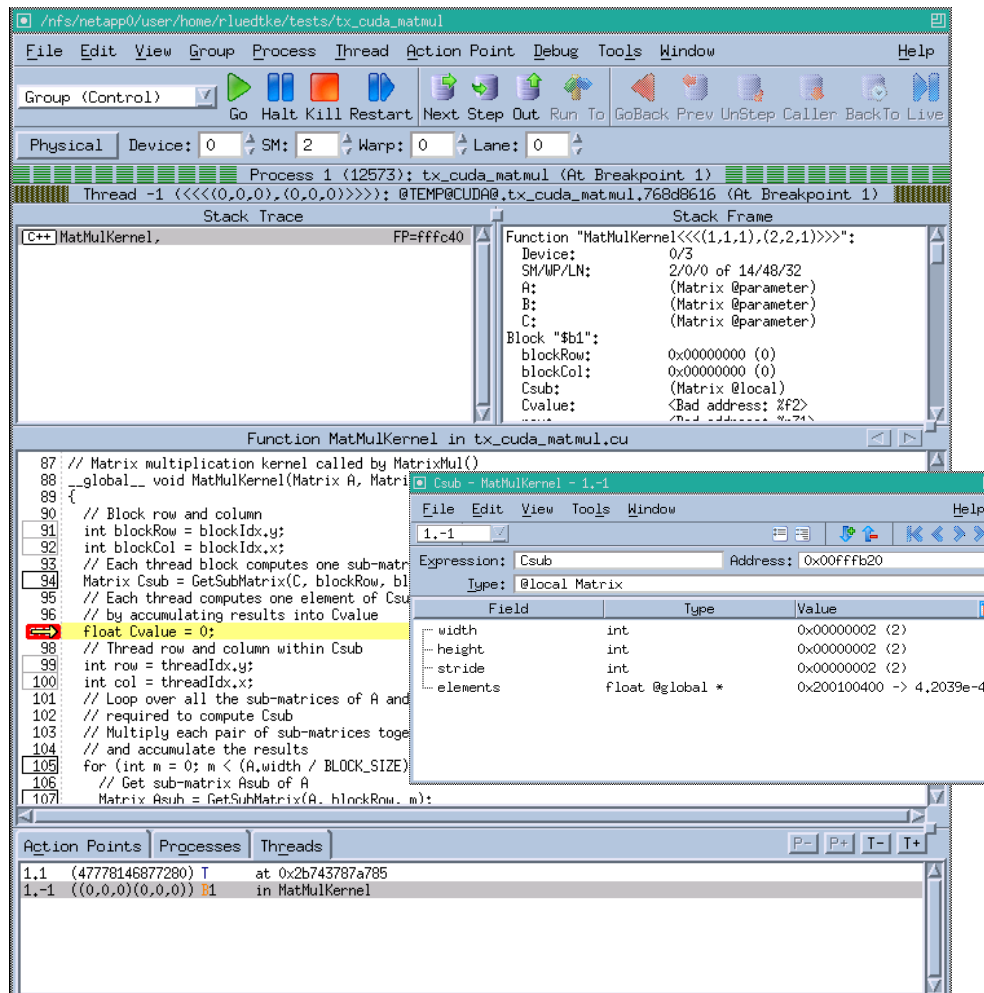 /nfs/netapp0/user/home/rluedtke/tests/tx_cuda_matmul
File Edit View Group Process Thread Action Point Debug Tools Window Help
Group (Control)
Go Halt Kill Restart Next Step Out Run To GoBack Prev UnStep Caller BackTo Live
Physical Device: 0 SM: 2 Warp: 0 Lane: 0
Process 1 (12573): tx_cuda_matmul (At Breakpoint 1)
Thread -1 (<<<(0,0,0),(0,0,0)>>>): @TEMP@CUDA@.tx_cuda_matmul.768d8616 (At Breakpoint 1)
Stack Trace
C++ MatMulKernel, FP=fffc40
Stack Frame
Function "MatMulKernel<<<(1,1,1),(2,2,1)>>>":
Device: 0/3
SM/WP/LN: 2/0/0 of 14/48/32
A: (Matrix @parameter)
B: (Matrix @parameter)
C: (Matrix @parameter)
Block "$b1":
blockRow: 0x00000000 (0)
blockCol: 0x00000000 (0)
Csub: (Matrix @local)
Cvalue: <Bad address: %f2>
Function MatMulKernel in tx_cuda_matmul.cu
87 // Matrix multiplication kernel called by MatrixMul()
88 __global__ void MatMulKernel(Matrix A, Matri
89 {
90 // Block row and column
91 int blockRow = blockIdx.y;
92 int blockCol = blockIdx.x;
93 // Each thread block computes one sub-matr
94 Matrix Csub = GetSubMatrix(C, blockRow, bl
95 // Each thread computes one element of Csu
96 // by accumulating results into Cvalue
float Cvalue = 0;
98 // Thread row and column within Csub
99 int row = threadIdx.y;
100 int col = threadIdx.x;
101 // Loop over all the sub-matrices of A and
102 // required to compute Csub
103 // Multiply each pair of sub-matrices toge
104 // and accumulate the results
105 for (int m = 0; m < (A.width / BLOCK_SIZE)
106 // Get sub-matrix Asub of A
107 Matrix Asub = GetSubMatrix(A, blockRow, m);
Csub - MatMulKernel - 1.-1
File Edit View Tools Window Help
1.-1
Expression: Csub Address: 0x00fffb20
Type: @local Matrix
Field Type Value
width int 0x00000002 (2)
height int 0x00000002 (2)
stride int 0x00000002 (2)
elements float @global * 0x200100400 -> 4.2039e-4
Action Points Processes Threads P- P+ T- T+
1.1 (47778146877280) T at 0x2b743787a785
1.-1 ((0,0,0)(0,0,0)) B1 in MatMulKernel